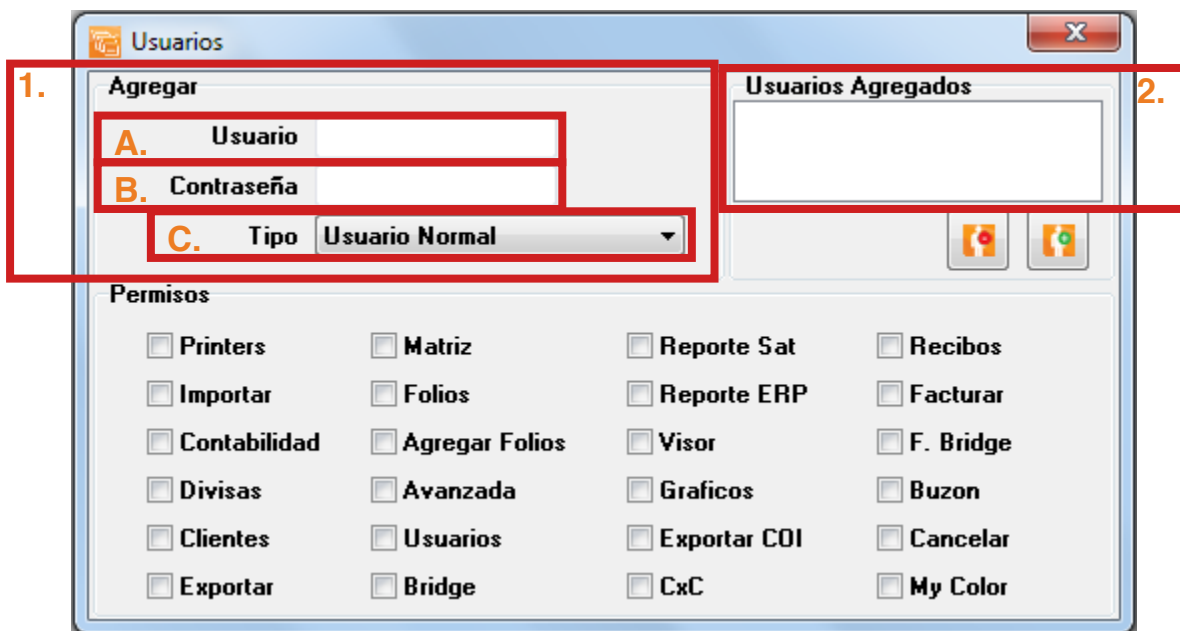 Usuarios
1.
Agregar
A. Usuario
B. Contraseña
C. Tipo Usuario Normal
Usuarios Agregados
2.
Permisos
Printers Matriz Reporte Sat Recibos
Importar Folios Reporte ERP Facturar
Contabilidad Agregar Folios Visor F. Bridge
Divisas Avanzada Graficos Buzon
Clientes Usuarios Exportar COI Cancelar
Exportar Bridge CxC My Color